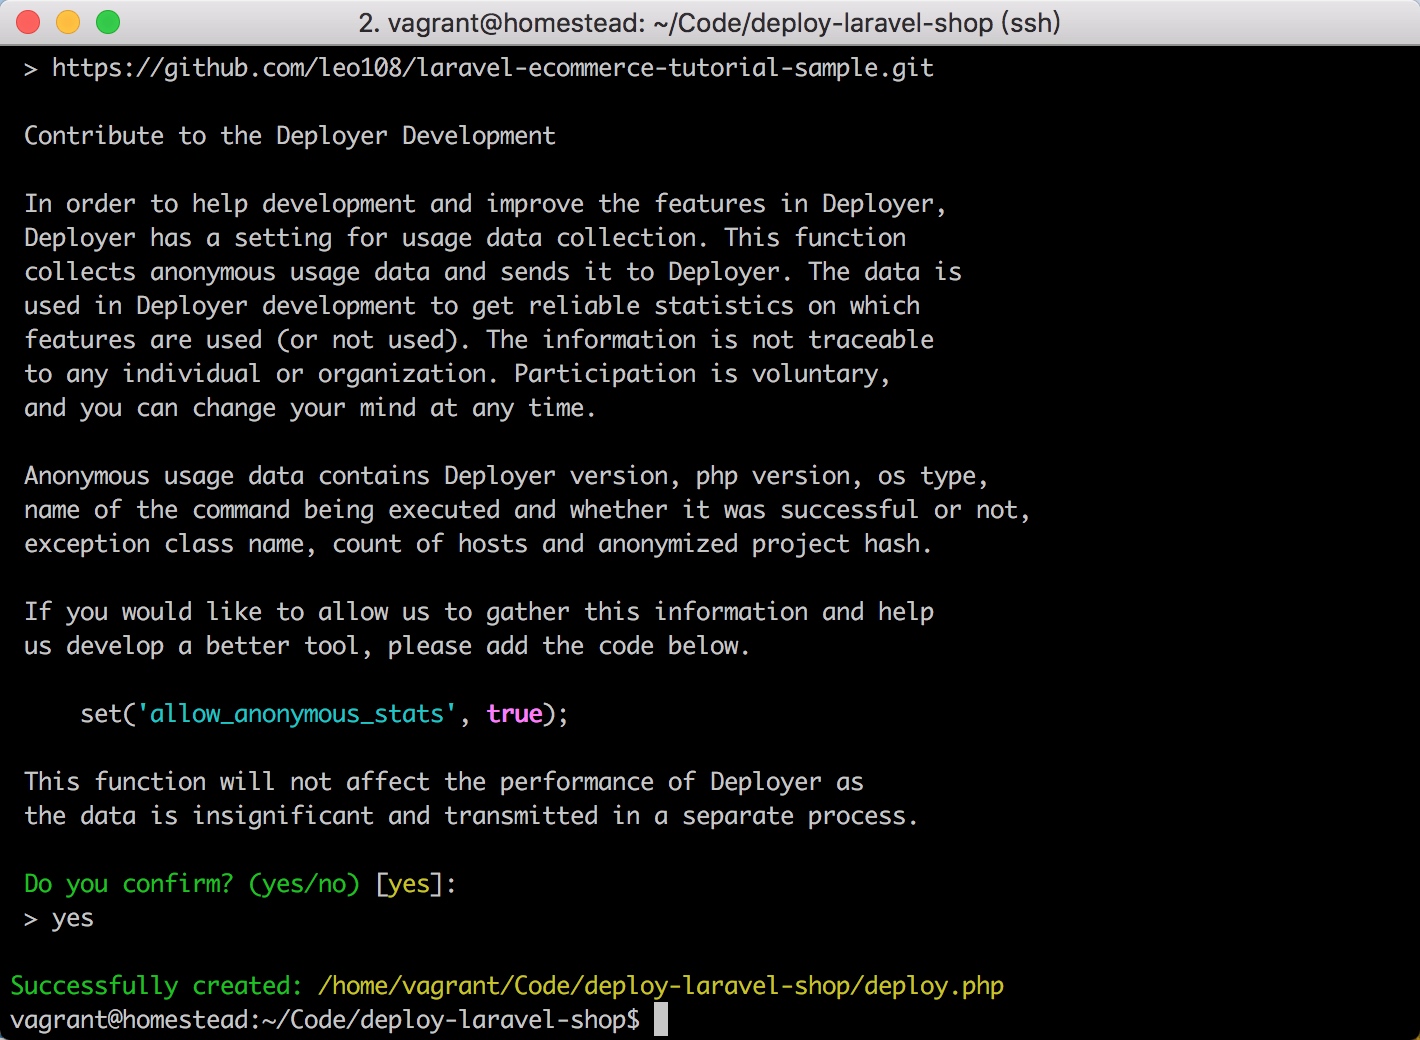 2. vagrant@homestead: ~/Code/deploy-laravel-shop (ssh)
> https://github.com/leo108/laravel-ecommerce-tutorial-sample.git
Contribute to the Deployer Development
In order to help development and improve the features in Deployer,
Deployer has a setting for usage data collection. This function
collects anonymous usage data and sends it to Deployer. The data is
used in Deployer development to get reliable statistics on which
features are used (or not used). The information is not traceable
to any individual or organization. Participation is voluntary,
and you can change your mind at any time.
Anonymous usage data contains Deployer version, php version, os type,
name of the command being executed and whether it was successful or not,
exception class name, count of hosts and anonymized project hash.
If you would like to allow us to gather this information and help
us develop a better tool, please add the code below.
set('allow_anonymous_stats', true);
This function will not affect the performance of Deployer as
the data is insignificant and transmitted in a separate process.
Do you confirm? (yes/no) [yes]:
> yes
Successfully created: /home/vagrant/Code/deploy-laravel-shop/deploy.php
vagrant@homestead:~/Code/deploy-laravel-shop$